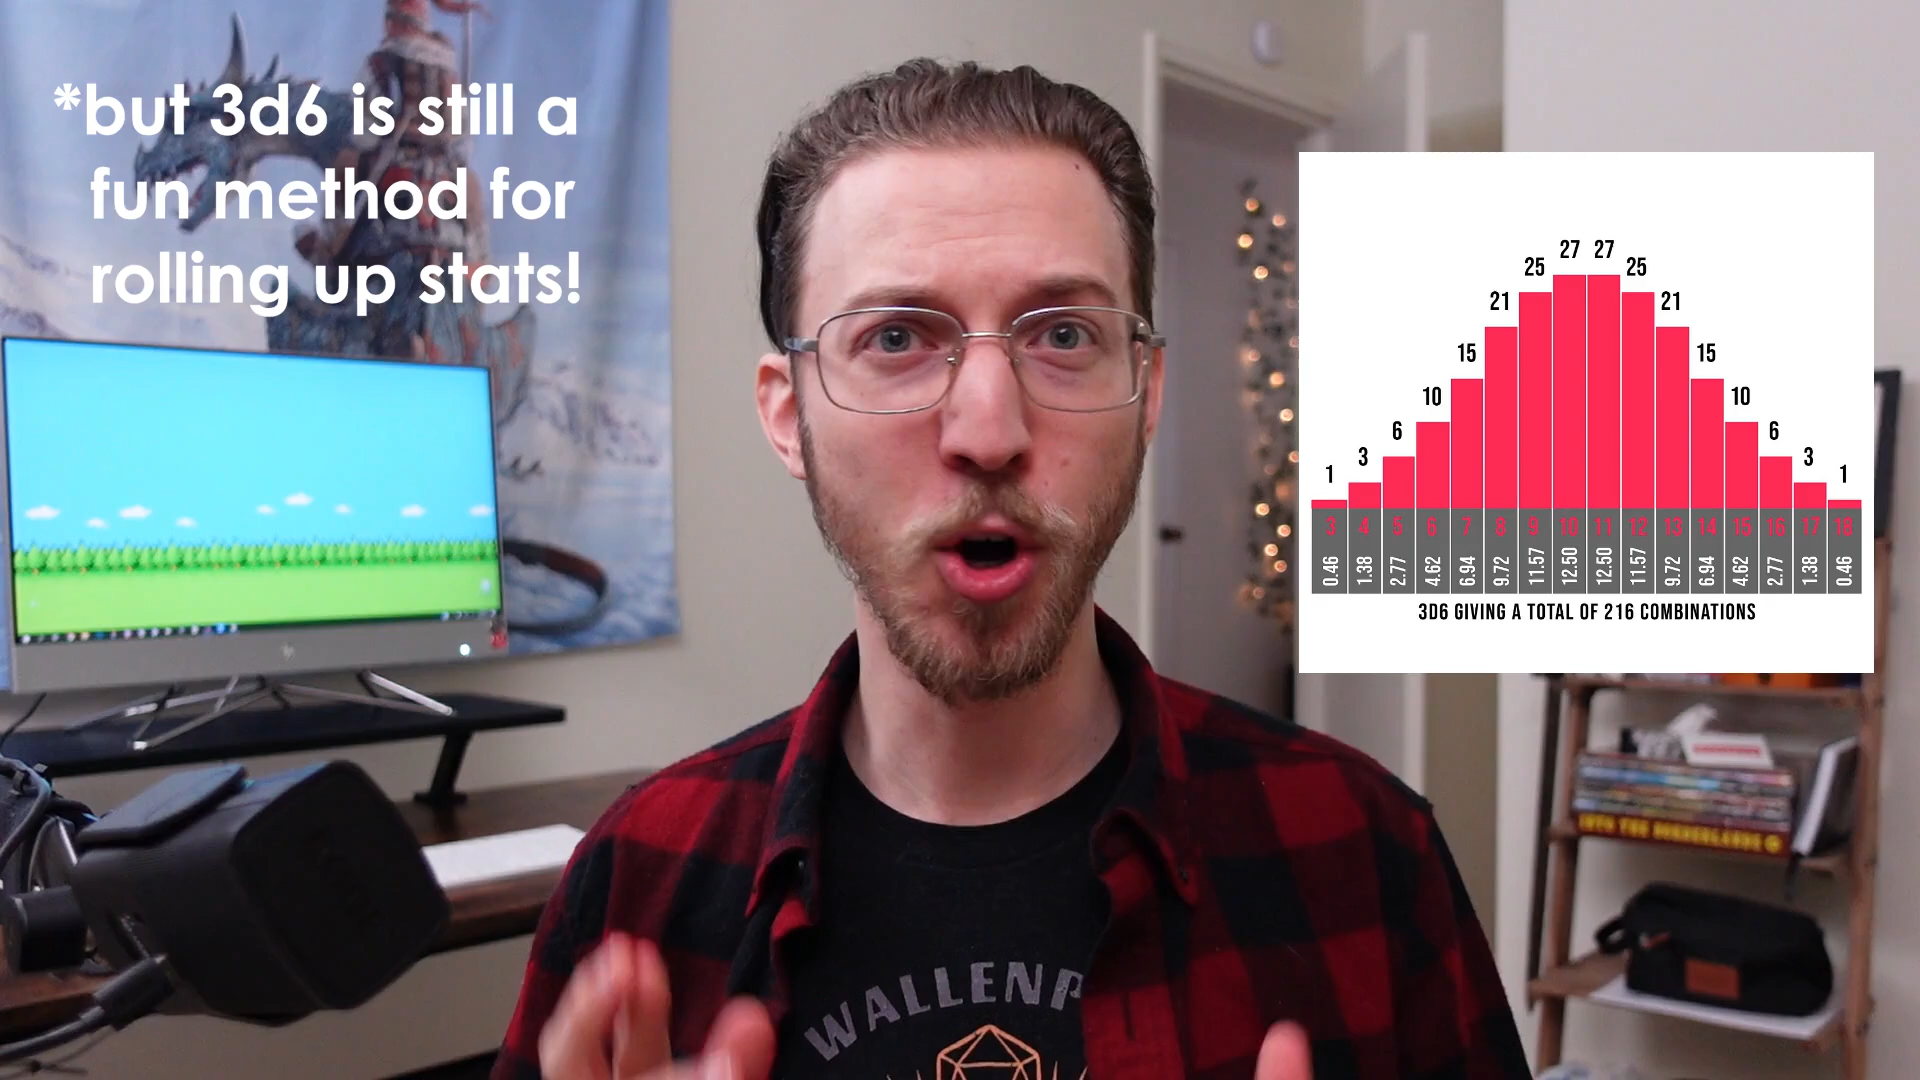 *but 3d6 is still a
fun method for
rolling up stats!
27 27
25 25
21 21
15 15
10 10
6 6
3 3
1 1
3 4 5 6 7 8 9 10 11 12 13 14 15 16 17 18
0.46 1.38 2.77 4.62 6.94 9.72 11.57 12.50 12.50 11.57 9.72 6.94 4.62 2.77 1.38 0.46
3D6 GIVING A TOTAL OF 216 COMBINATIONS
INTO THE BORDERLANDS
WALLENP